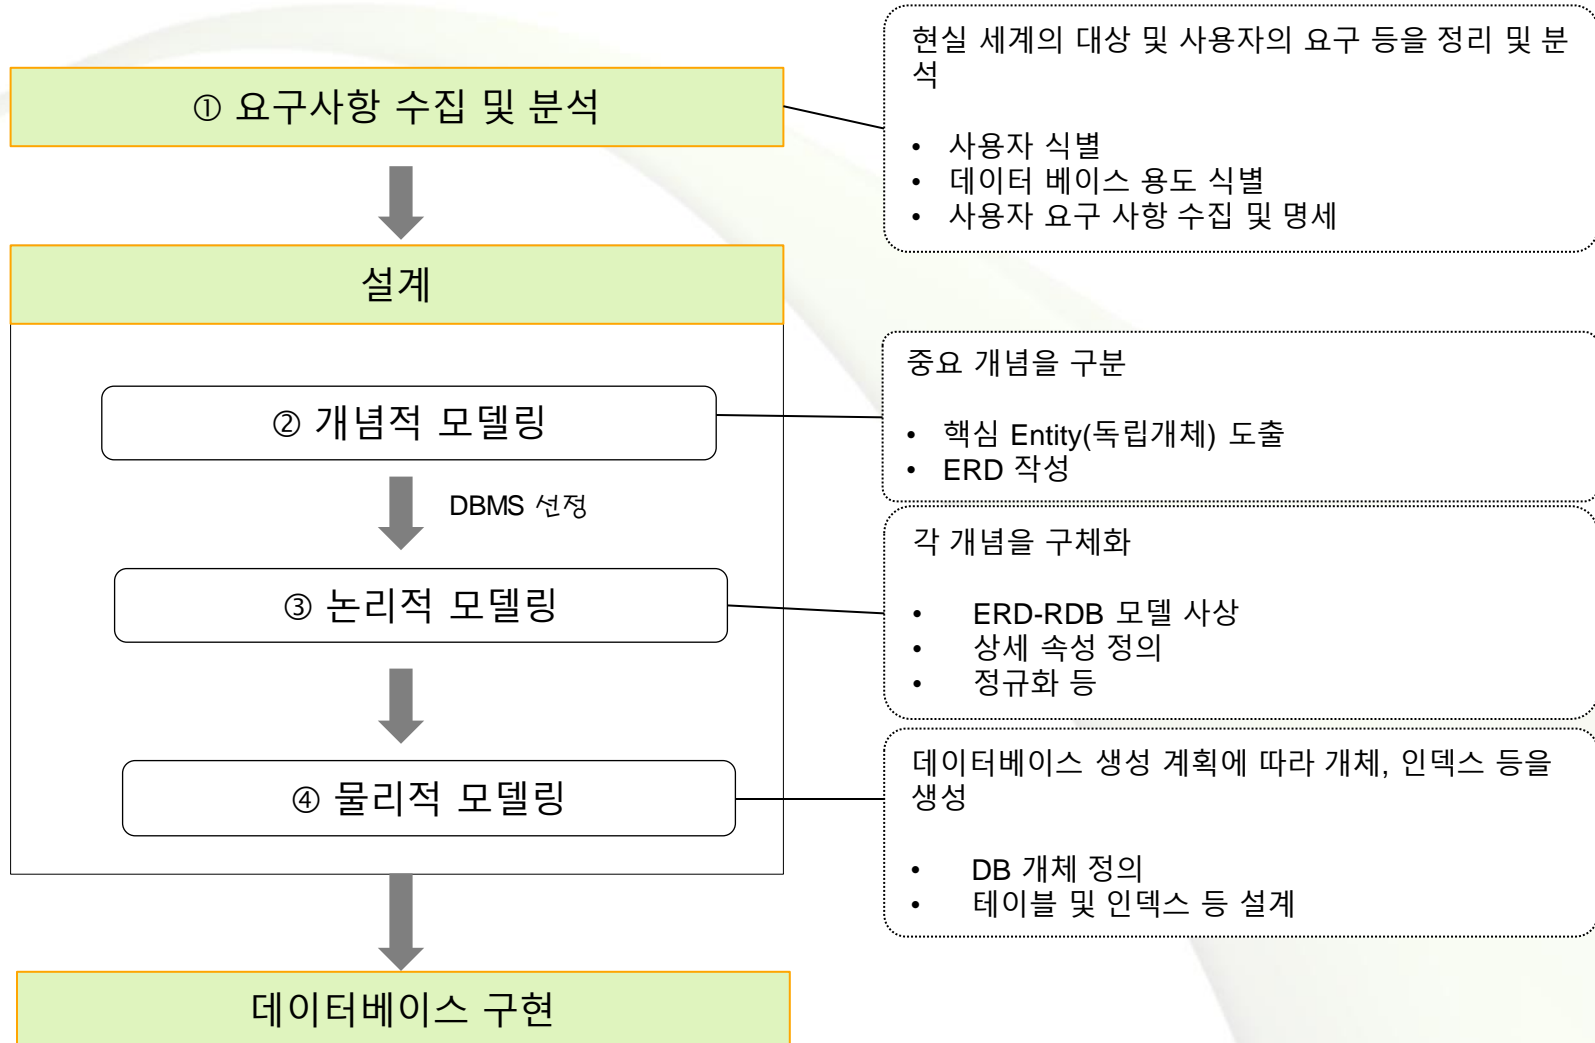 ① 요구사항 수집 및 분석
현실 세계의 대상 및 사용자의 요구 등을 정리 및 분
석
• 사용자 식별
• 데이터 베이스 용도 식별
• 사용자 요구 사항 수집 및 명세
설계
② 개념적 모델링
중요 개념을 구분
• 핵심 Entity(독립개체) 도출
• ERD 작성
DBMS 선정
③ 논리적 모델링
각 개념을 구체화
• ERD-RDB 모델 사상
• 상세 속성 정의
• 정규화 등
④ 물리적 모델링
데이터베이스 생성 계획에 따라 개체, 인덱스 등을
생성
• DB 개체 정의
• 테이블 및 인덱스 등 설계
데이터베이스 구현